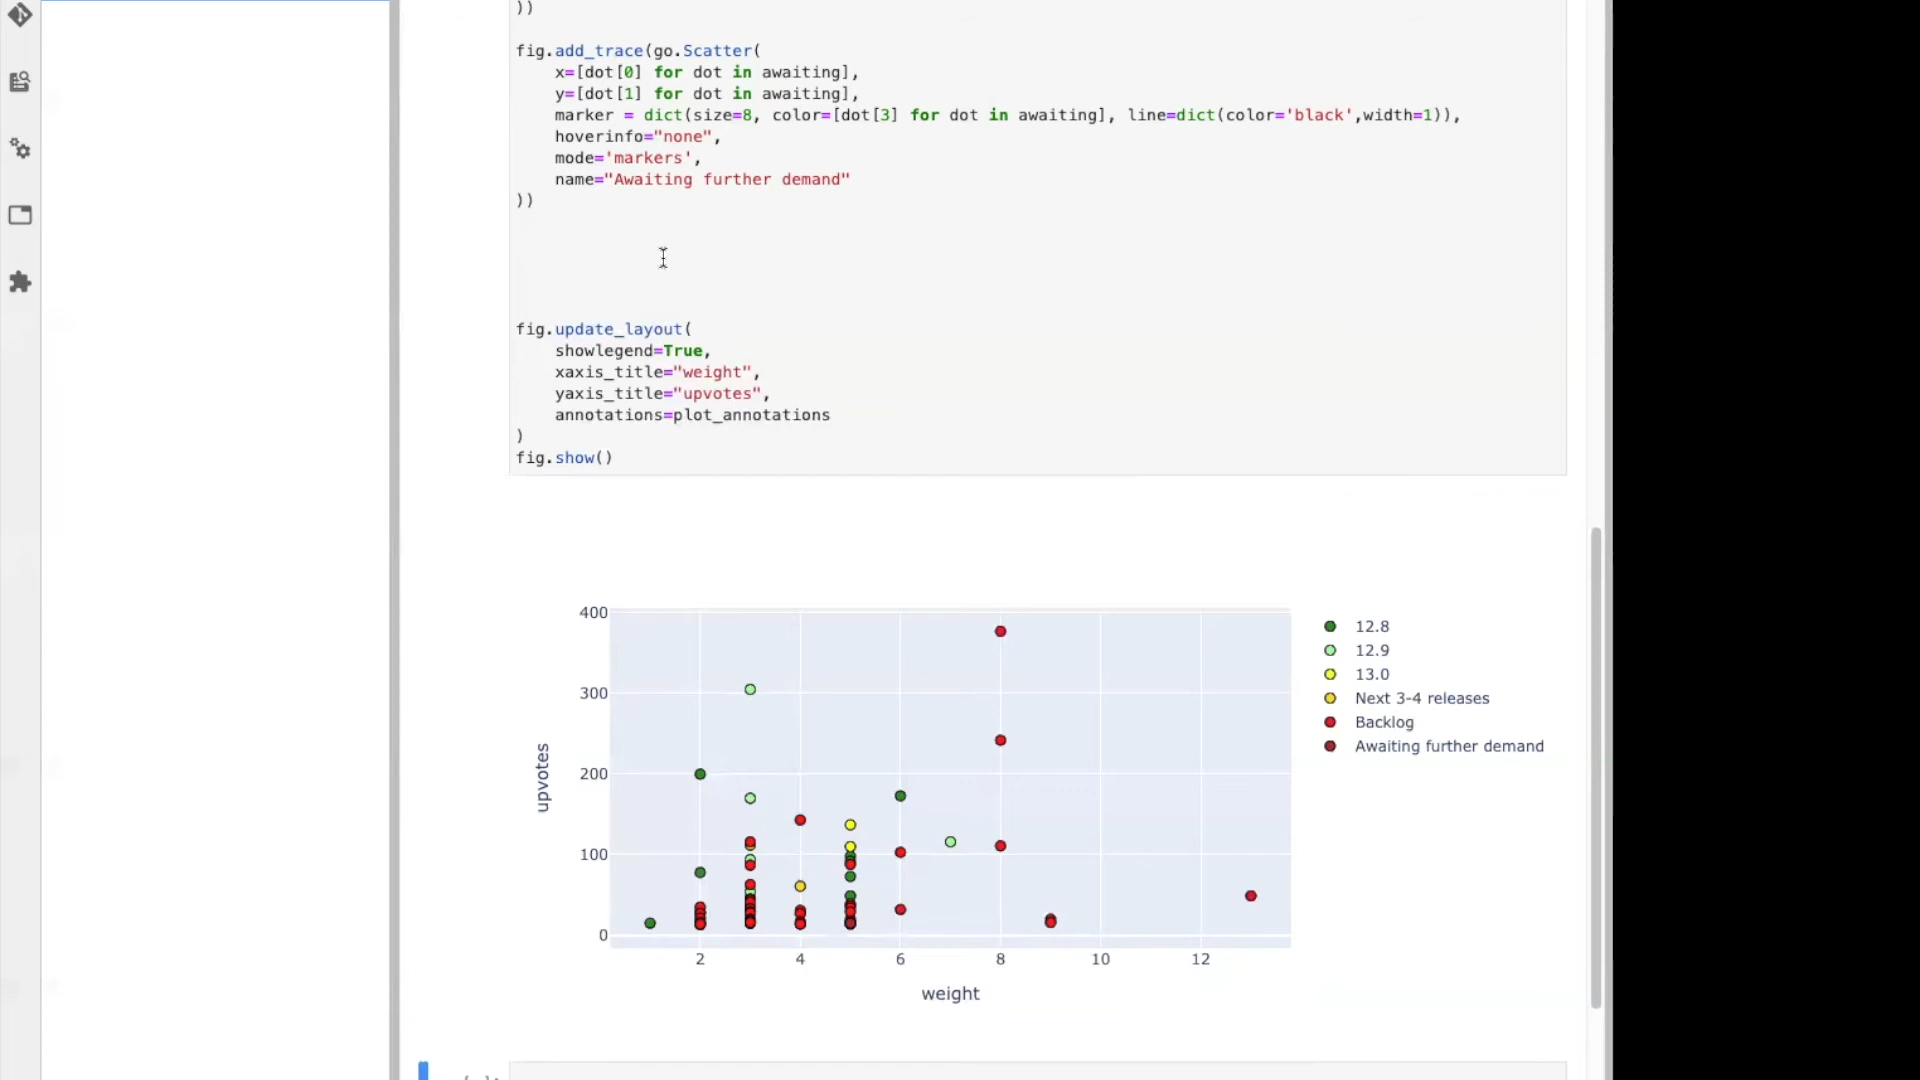 ))
fig.add_trace(go.Scatter(
x=[dot[0] for dot in awaiting],
y=[dot[1] for dot in awaiting],
marker = dict(size=8, color=[dot[3] for dot in awaiting], line=dict(color='black',width=1)),
hoverinfo="none",
mode='markers',
name="Awaiting further demand"
))
fig.update_layout(
showlegend=True,
xaxis_title="weight",
yaxis_title="upvotes",
annotations=plot_annotations
)
fig.show()
400
300
200
100
0
upvotes
2 4 6 8 10 12
weight
12.8
12.9
13.0
Next 3-4 releases
Backlog
Awaiting further demand